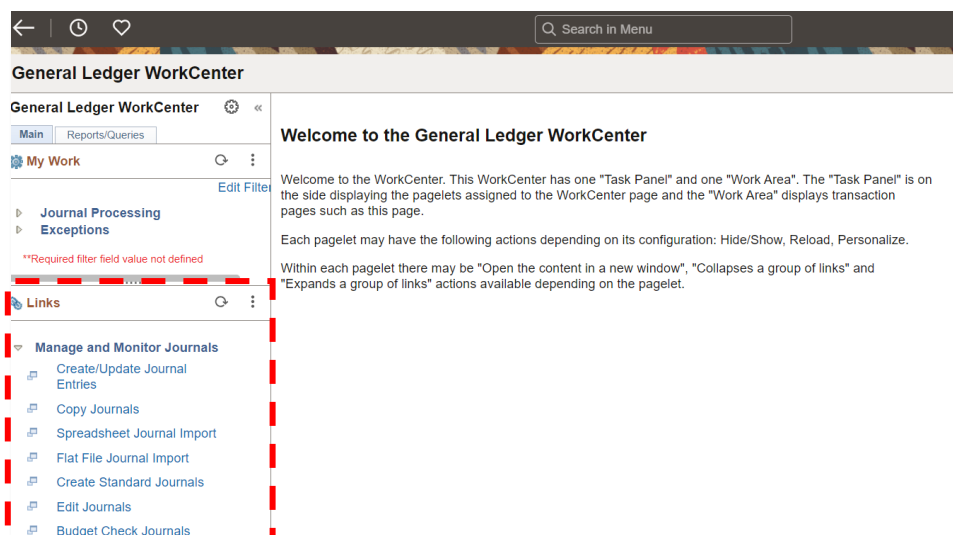 Search in Menu
General Ledger WorkCenter
General Ledger WorkCenter
«
Main
Reports/Queries
My Work
Edit Filter
Journal Processing
Exceptions
**Required filter field value not defined
Links
Manage and Monitor Journals
Create/Update Journal
Entries
Copy Journals
Spreadsheet Journal Import
Flat File Journal Import
Create Standard Journals
Edit Journals
Budget Check Journals
Welcome to the General Ledger WorkCenter
Welcome to the WorkCenter. This WorkCenter has one "Task Panel" and one "Work Area". The "Task Panel" is on
the side displaying the pagelets assigned to the WorkCenter page and the "Work Area" displays transaction
pages such as this page.
Each pagelet may have the following actions depending on its configuration: Hide/Show, Reload, Personalize.
Within each pagelet there may be "Open the content in a new window", "Collapses a group of links" and
"Expands a group of links" actions available depending on the pagelet.